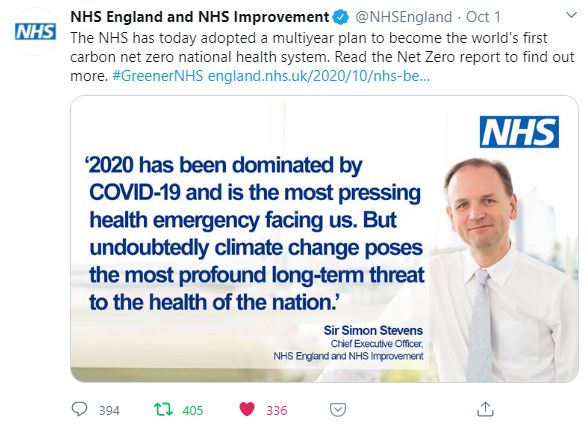 NHS England and NHS Improvement @NHSEngland · Oct 1
NHS
The NHS has today adopted a multiyear plan to become the world's first
carbon net zero national health system. Read the Net Zero report to find out
more. #GreenerNHS england.nhs.uk/2020/10/nhs-be...
NHS
‘2020 has been dominated by
COVID-19 and is the most pressing
health emergency facing us. But
undoubtedly climate change poses
the most profound long-term threat
to the health of the nation.’
Sir Simon Stevens
Chief Executive Officer,
NHS England and NHS Improvement
394 405 336